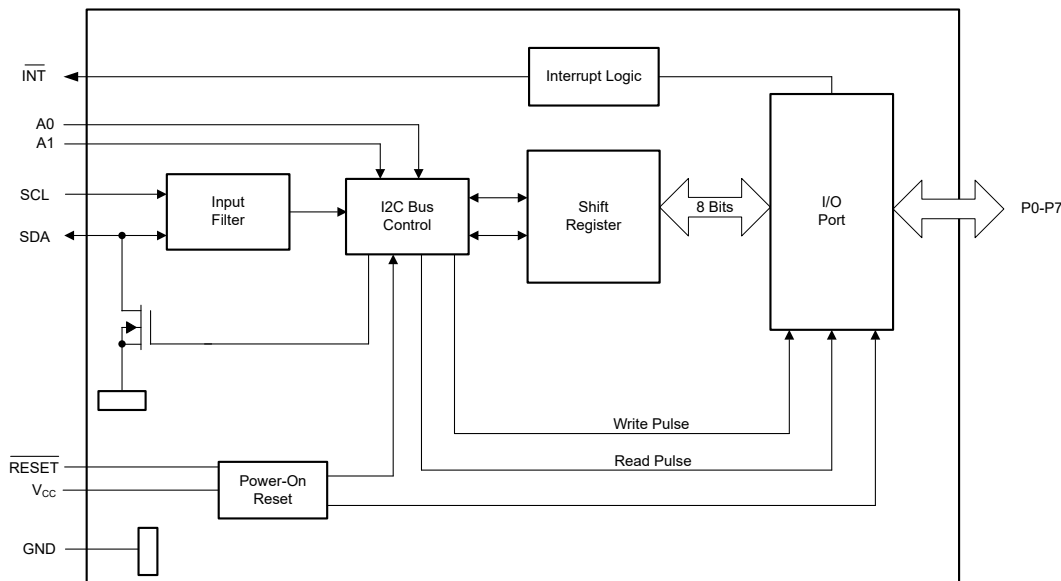 INT
Interrupt Logic
A0
A1
SCL
Input
Filter
I2C Bus
Control
Shift
Register
8 Bits
I/O
Port
P0-P7
SDA
Write Pulse
Read Pulse
RESET
VCC
Power-On
Reset
GND